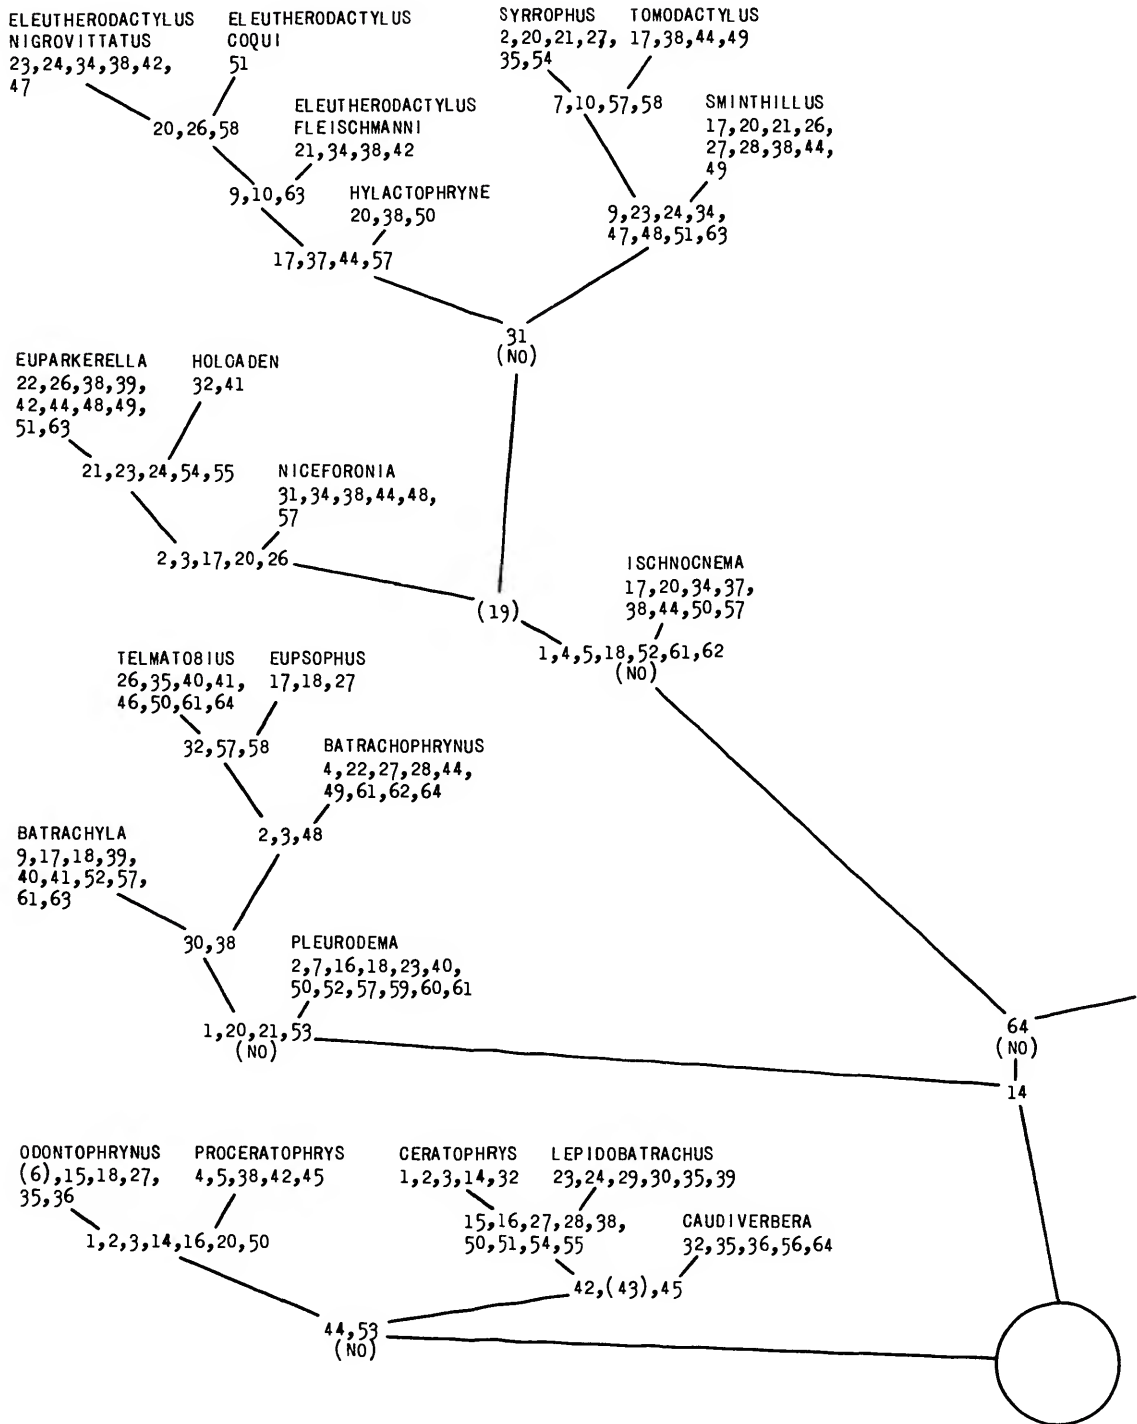 ELEUTHERODACTYLUS
NIGROVITTATUS
23,24,34,38,42,
47
ELEUTHERODACTYLUS
COQUI
51
20,26,58
ELEUTHERODACTYLUS
FLEISCHMANNI
21,34,38,42
9,10,63
HYLACTOPHRYNE
20,38,50
17,37,44,57
SYRROPHUS
2,20,21,27,
35,54
TOMODACTYLUS
17,38,44,49
7,10,57,58
SMINTHILLUS
17,20,21,26,
27,28,38,44,
49
9,23,24,34,
47,48,51,63
31
(NO)
EUPARKERELLA
22,26,38,39,
42,44,48,49,
51,63
HOLOADEN
32,41
21,23,24,54,55
NICEFORONIA
31,34,38,44,48,
57
2,3,17,20,26
(19)
ISCHNOCNEMA
17,20,34,37,
38,44,50,57
1,4,5,18,52,61,62
(NO)
TELMATOBIUS
26,35,40,41,
46,50,61,64
EUPSOPHUS
17,18,27
32,57,58
BATRACHOPHRYNUS
4,22,27,28,44,
49,61,62,64
2,3,48
BATRACHYLA
9,17,18,39,
40,41,52,57,
61,63
30,38
PLEURODEMA
2,7,16,18,23,40,
50,52,57,59,60,61
1,20,21,53
(NO)
64
(NO)
14
ODONTOPHRYNUS
(6),15,18,27,
35,36
PROCERATOPHRYS
4,5,38,42,45
1,2,3,14,16,20,50
CERATOPHRYS
1,2,3,14,32
LEPIDOBATRACHUS
23,24,29,30,35,39
15,16,27,28,38,
50,51,54,55
CAUDIVERBERA
32,35,36,56,64
42,(43),45
44,53
(NO)